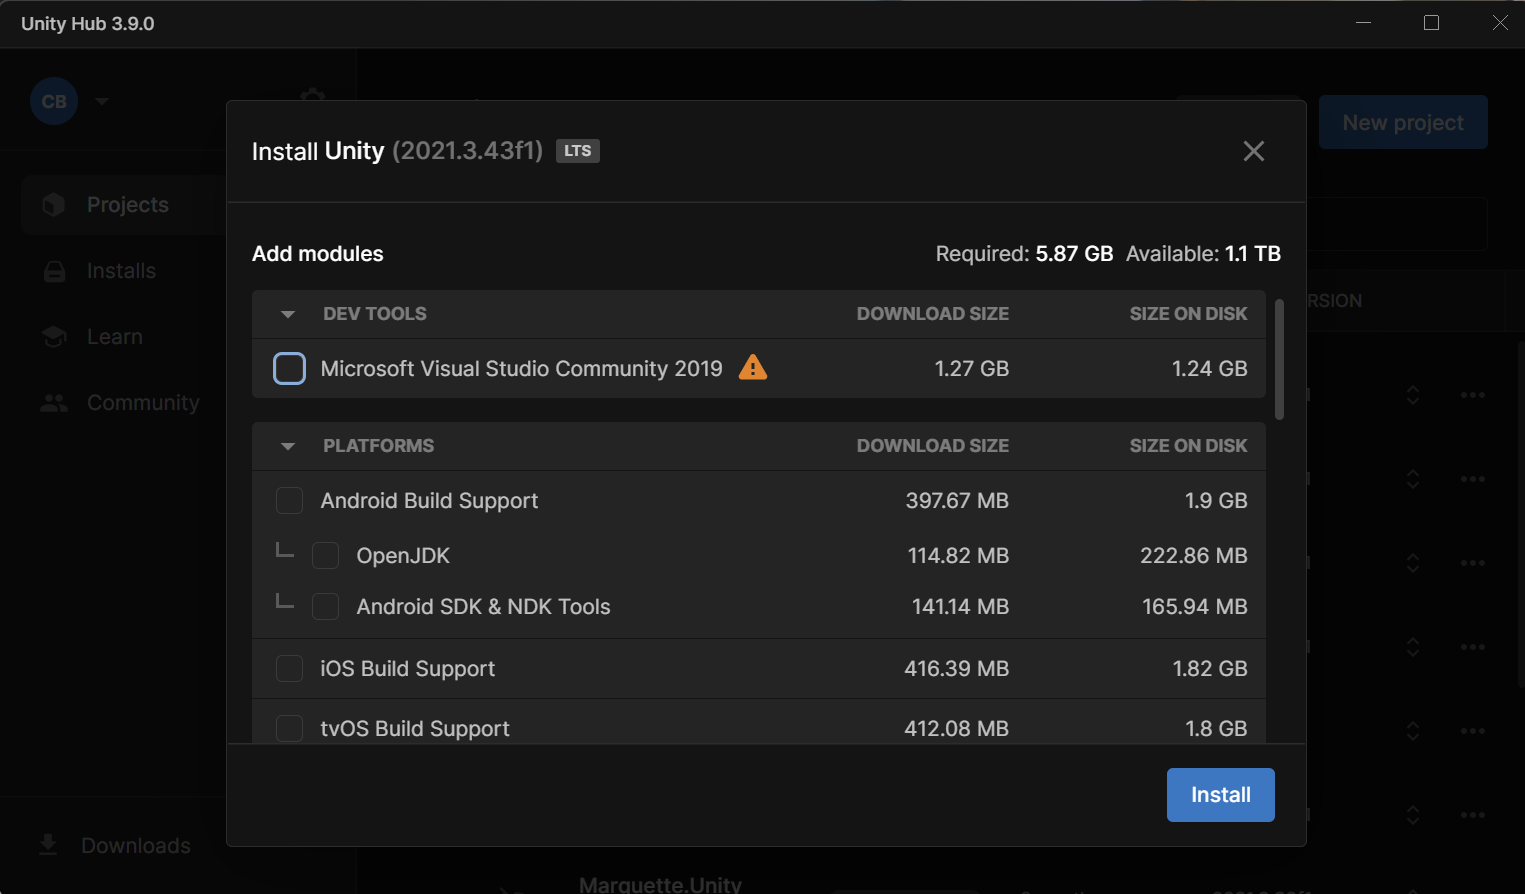 Unity Hub 3.9.0
CB
New project
Install Unity (2021.3.43f1) LTS
Projects
Installs
Learn
Community
Add modules
Required: 5.87 GB Available: 1.1 TB
RSION
DEV TOOLS DOWNLOAD SIZE SIZE ON DISK
Microsoft Visual Studio Community 2019 1.27 GB 1.24 GB
PLATFORMS DOWNLOAD SIZE SIZE ON DISK
Android Build Support 397.67 MB 1.9 GB
OpenJDK 114.82 MB 222.86 MB
Android SDK & NDK Tools 141.14 MB 165.94 MB
iOS Build Support 416.39 MB 1.82 GB
tvOS Build Support 412.08 MB 1.8 GB
Install
Downloads
Marquette.Unity